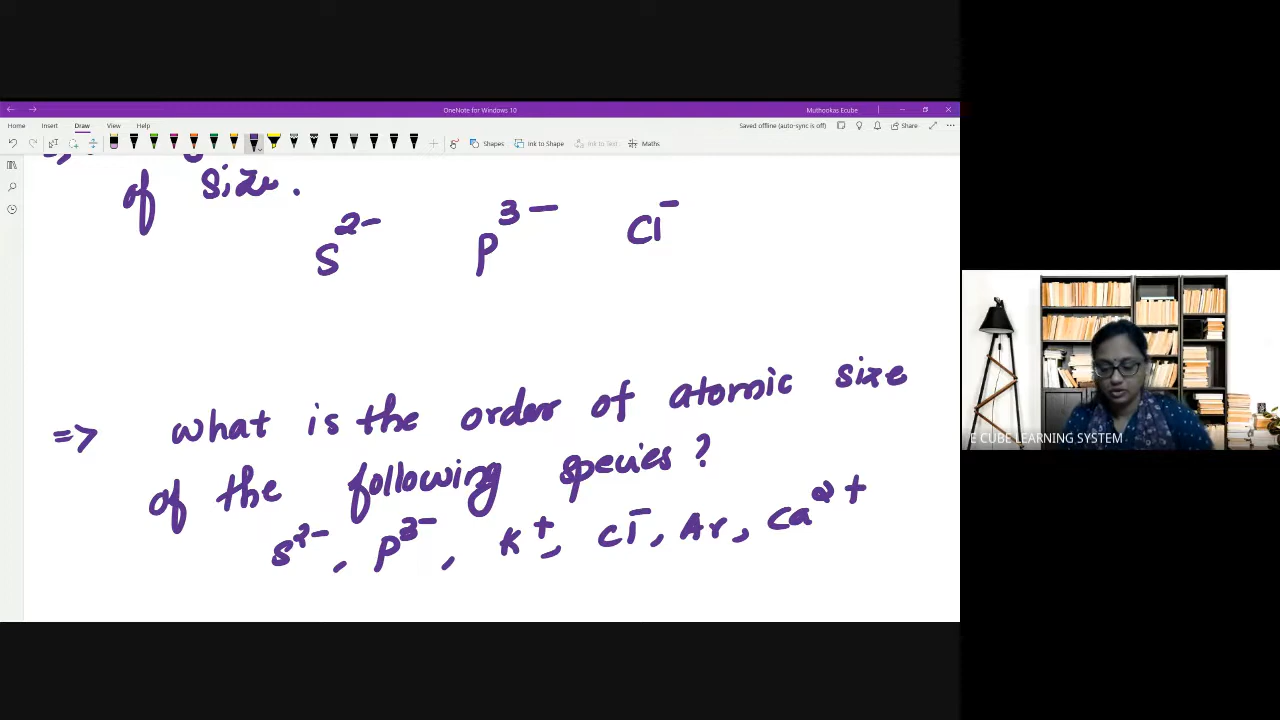 OneNote for Windows 10
Muthookas Ecube
Home Insert Draw View Help
Saved offline (auto-sync is off) Share
Shapes Ink to Shape Ink to Text Maths
of size.
S²⁻ P³⁻ Cl⁻
=> What is the order of atomic size
of the following species?
S²⁻, P³⁻, K⁺, Cl⁻, Ar, Ca²⁺
E CUBE LEARNING SYSTEM